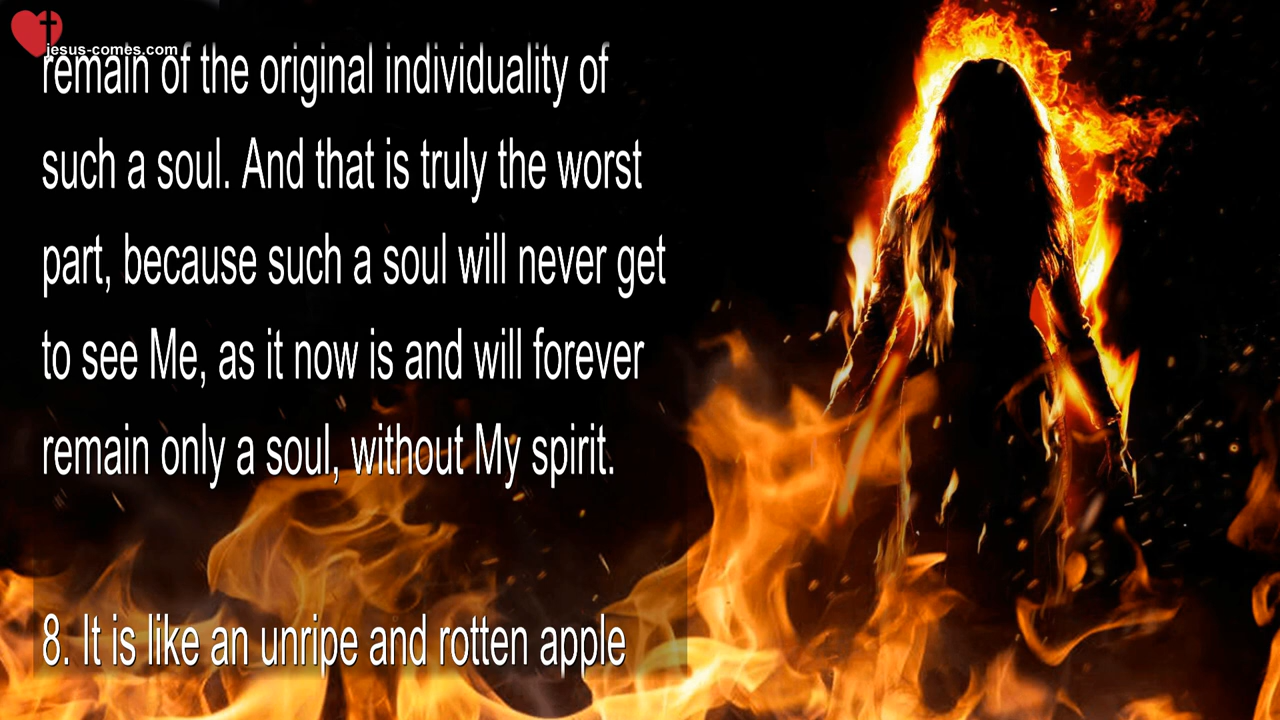 jesus-comes.com
remain of the original individuality of
such a soul. And that is truly the worst
part, because such a soul will never get
to see Me, as it now is and will forever
remain only a soul, without My spirit.
8. It is like an unripe and rotten apple